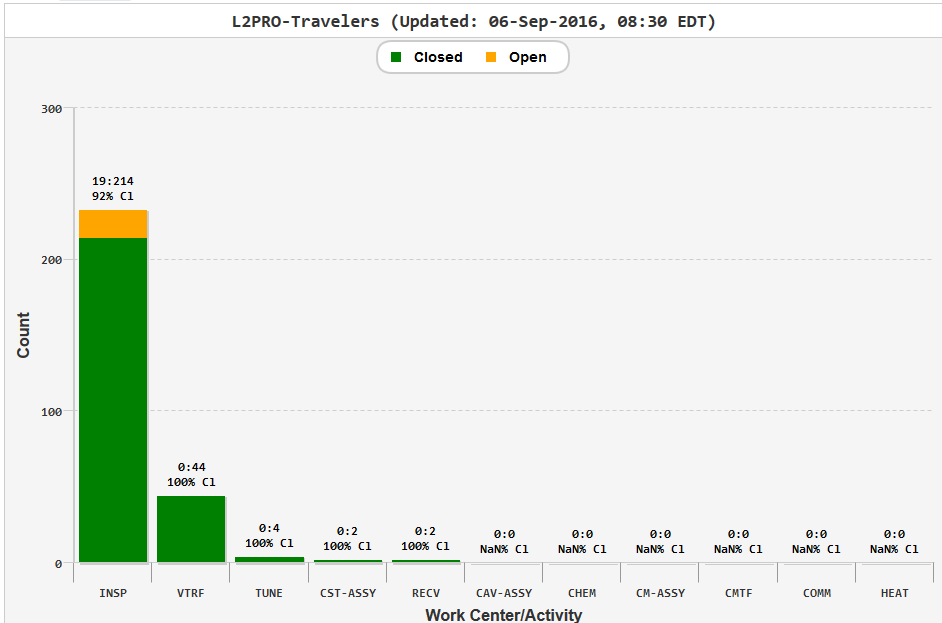 L2PRO-Travelers (Updated: 06-Sep-2016, 08:30 EDT)
Closed Open
300
19:214
92% Cl
200
Count
100
0:44
100% Cl
0:4
100% Cl
0:2
100% Cl
0:2
100% Cl
0:0
NaN% Cl
0:0
NaN% Cl
0:0
NaN% Cl
0:0
NaN% Cl
0:0
NaN% Cl
0:0
NaN% Cl
0
INSP VTRF TUNE CST-ASSY RECV CAV-ASSY CHEM CM-ASSY CMTF COMM HEAT
Work Center/Activity